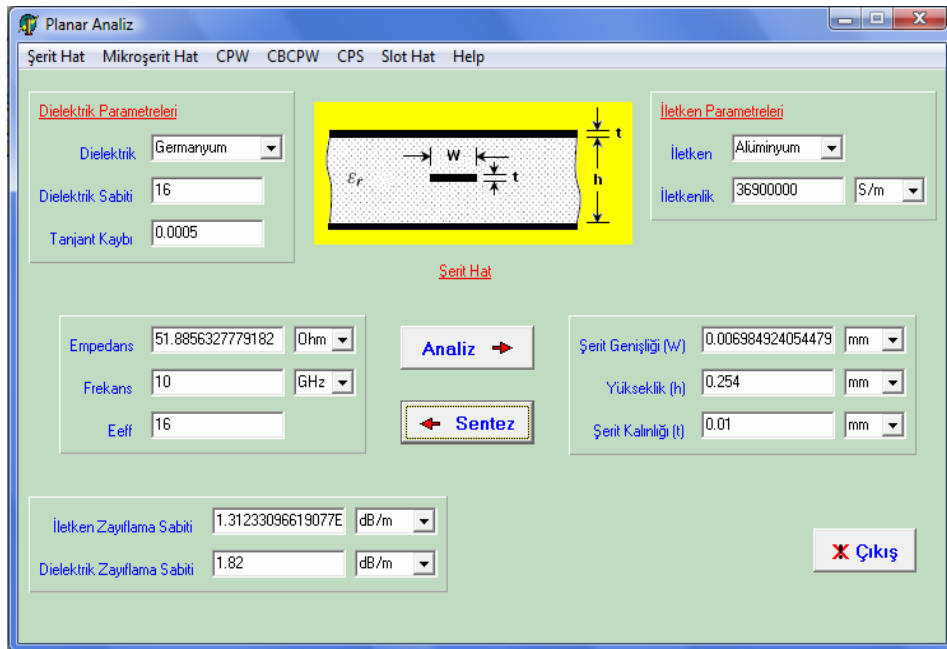 Planar Analiz
Şerit Hat Mikroşerit Hat CPW CBCPW CPS Slot Hat Help
Dielektrik Parametreleri
Dielektrik Germanyum
Dielektrik Sabiti 16
Tanjant Kaybı 0.0005
W
t
εr
t
h
Şerit Hat
İletken Parametreleri
İletken Alüminyum
İletkenlik 36900000 S/m
Empedans 51.8856327779182 Ohm
Frekans 10 GHz
Eeff 16
Analiz
Sentez
Şerit Genişliği (W) 0.006984924054479 mm
Yükseklik (h) 0.254 mm
Şerit Kalınlığı (t) 0.01 mm
İletken Zayıflama Sabiti 1.31233096619077E dB/m
Dielektrik Zayıflama Sabiti 1.82 dB/m
X Çıkış